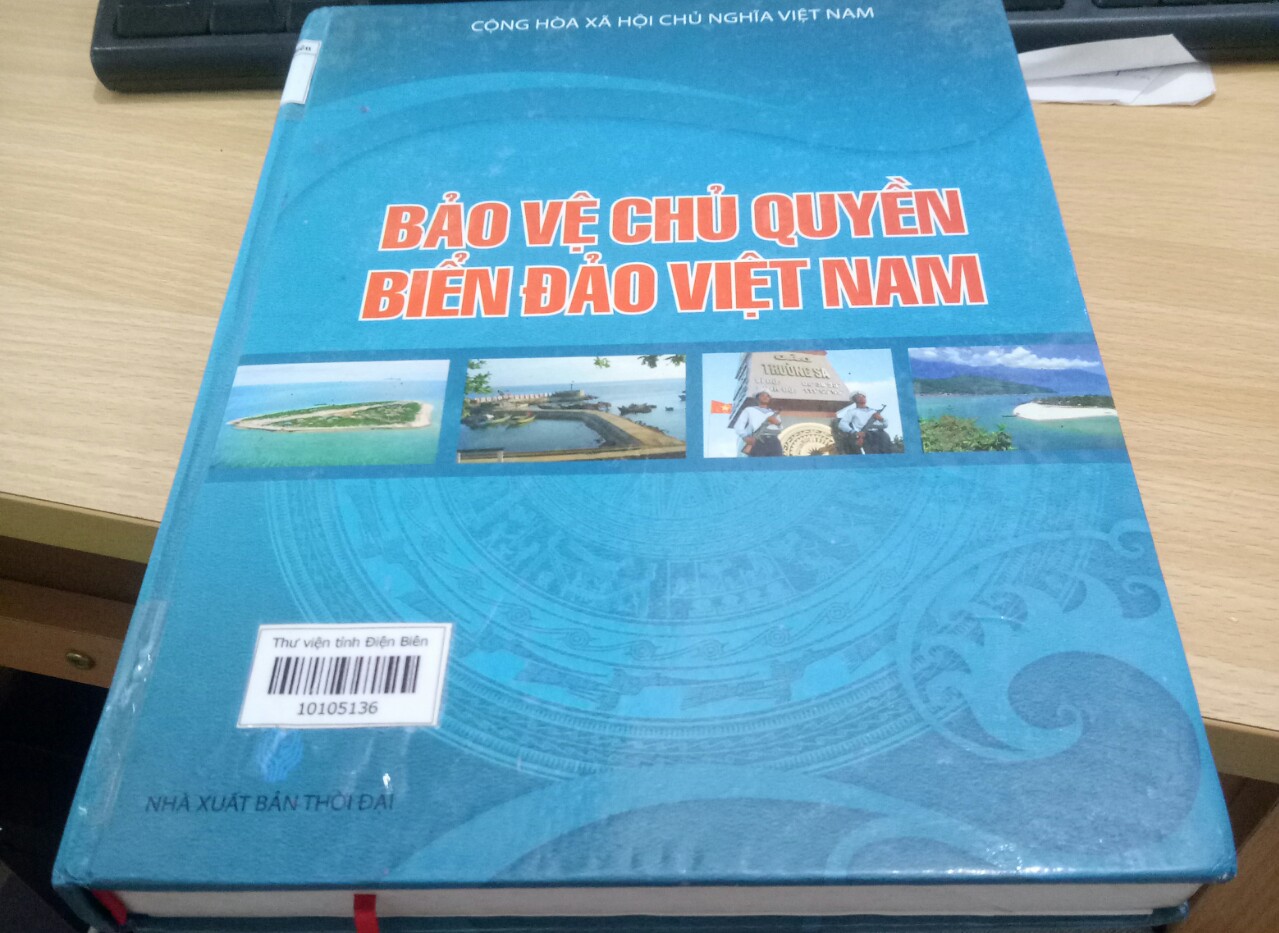 CỘNG HÒA XÃ HỘI CHỦ NGHĨA VIỆT NAM
BẢO VỆ CHỦ QUYỀN
BIỂN ĐẢO VIỆT NAM
TRƯỜNG SA
Thư viện tỉnh Điện Biên
10105136
NHÀ XUẤT BẢN THỜI ĐẠI